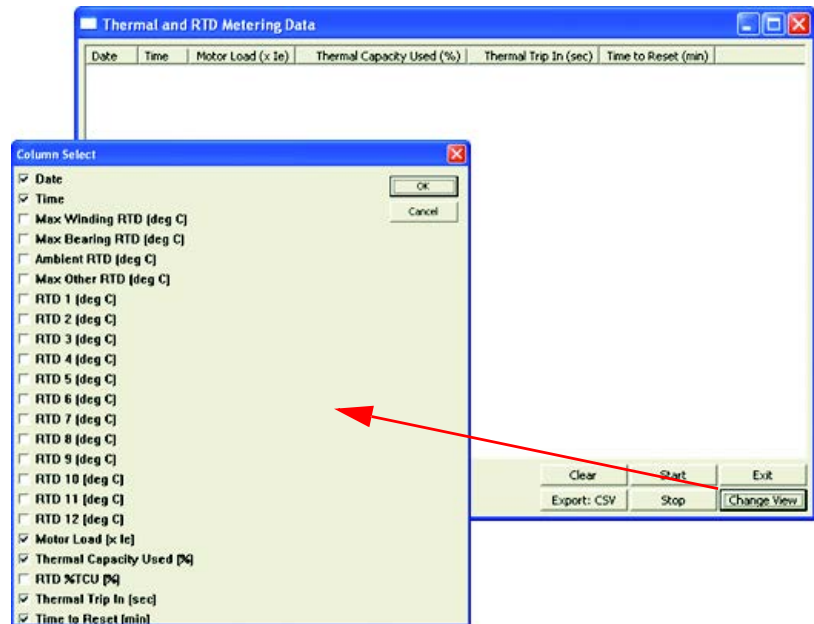 Thermal and RTD Metering Data
Date Time Motor Load (x Ie) Thermal Capacity Used (%) Thermal Trip In (sec) Time to Reset (min)
Column Select
Date
Time
Max Winding RTD (deg C)
Max Bearing RTD (deg C)
Ambient RTD (deg C)
Max Other RTD (deg C)
RTD 1 (deg C)
RTD 2 (deg C)
RTD 3 (deg C)
RTD 4 (deg C)
RTD 5 (deg C)
RTD 6 (deg C)
RTD 7 (deg C)
RTD 8 (deg C)
RTD 9 (deg C)
RTD 10 (deg C)
RTD 11 (deg C)
RTD 12 (deg C)
Motor Load (x Ie)
Thermal Capacity Used (%)
RTD %TCU (%)
Thermal Trip In (sec)
Time to Reset (min)
OK
Cancel
Clear Start Exit
Export: CSV Stop Change View